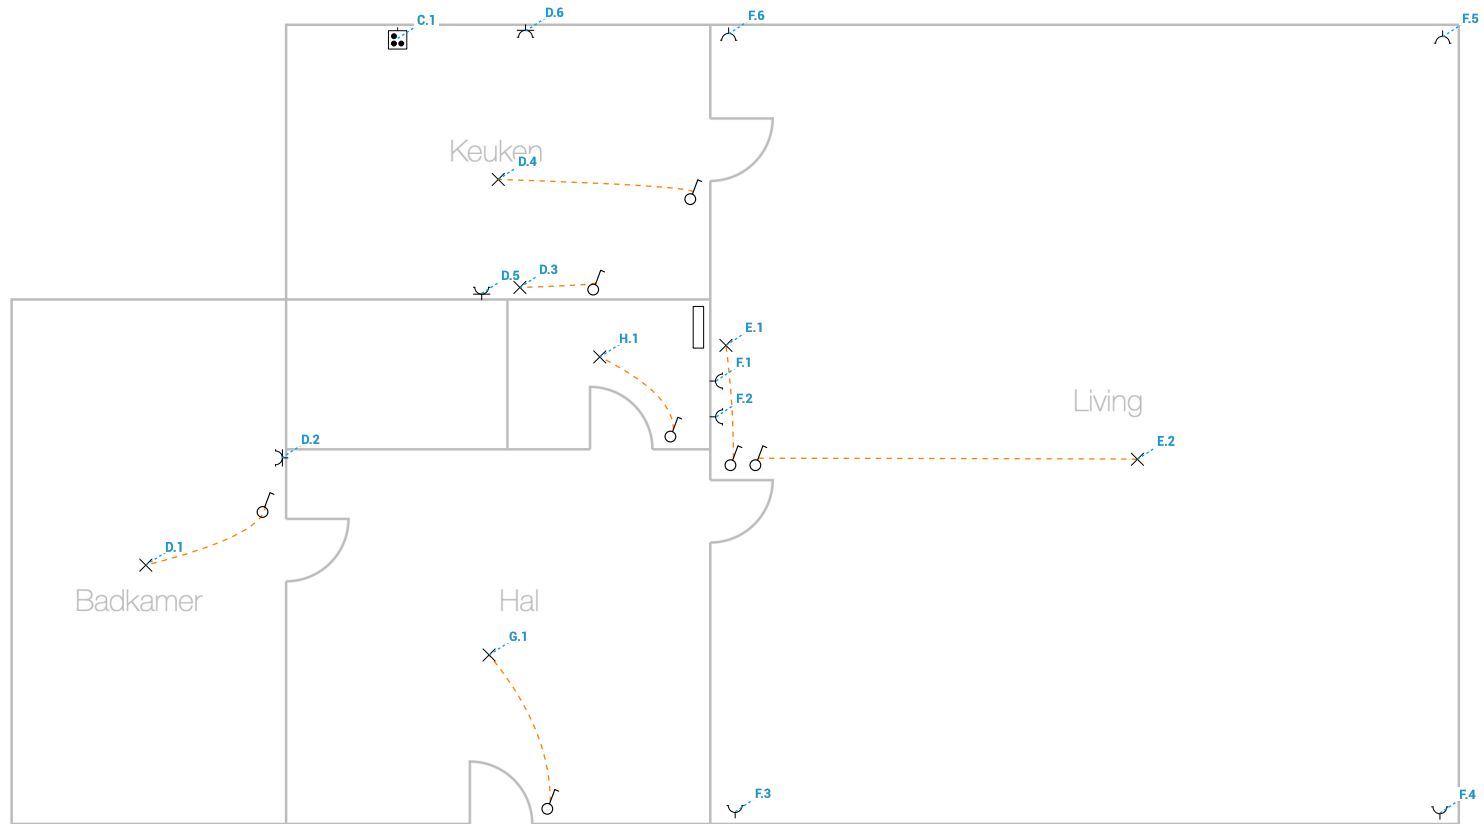 C.1
D.6
F.6
F.5
Keuken
D.4
D.5
D.3
H.1
E.1
F.1
F.2
Living
D.2
E.2
D.1
Badkamer
Hal
G.1
F.3
F.4